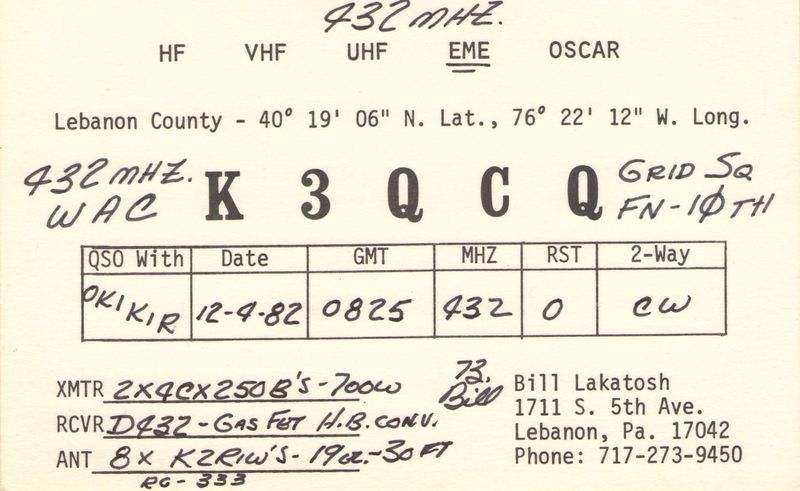 432 MHZ.
HF VHF UHF EME OSCAR
Lebanon County - 40° 19' 06" N. Lat., 76° 22' 12" W. Long.
432 MHZ. WAC
K3QCQ
GRID SQ
FN-1ØTH
QSO With Date GMT MHZ RST 2-Way
OK1KIR 12-4-82 0825 432 O CW
XMTR 2X4CX250B'S-700W
RCVR D432-GAS FET H.B. CONV.
ANT 8X K2RIW'S-19EL.-30FT
RG-333
73, Bill
Bill Lakatosh
1711 S. 5th Ave.
Lebanon, Pa. 17042
Phone: 717-273-9450